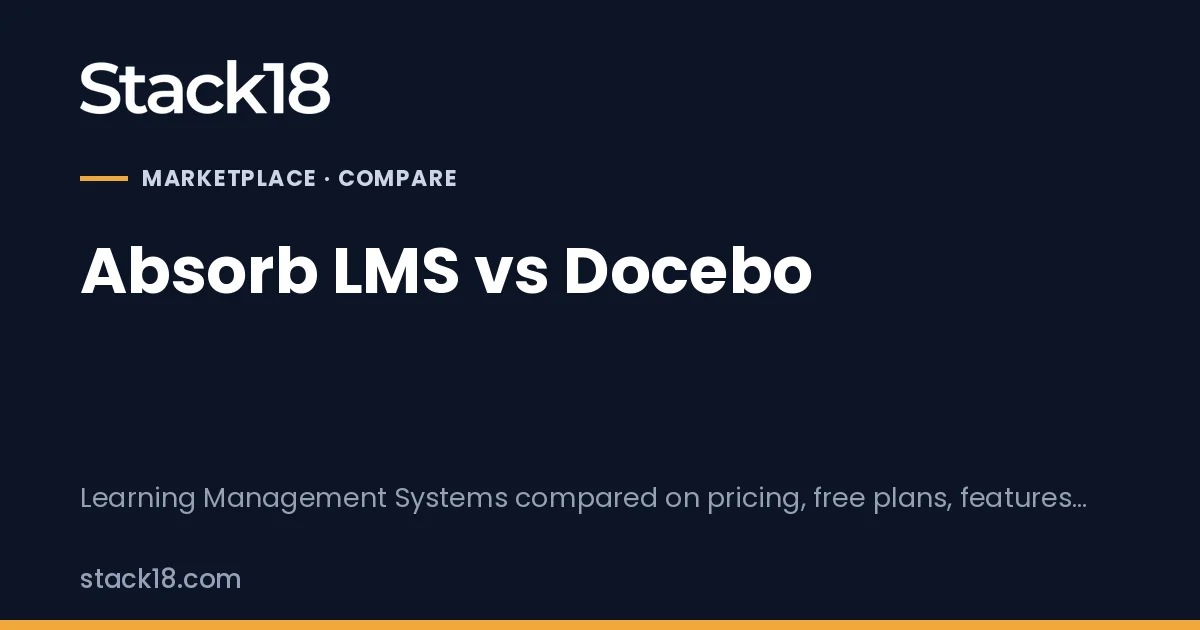 Stack18
MARKETPLACE · COMPARE
Absorb LMS vs Docebo
Learning Management Systems compared on pricing, free plans, features...
stack18.com